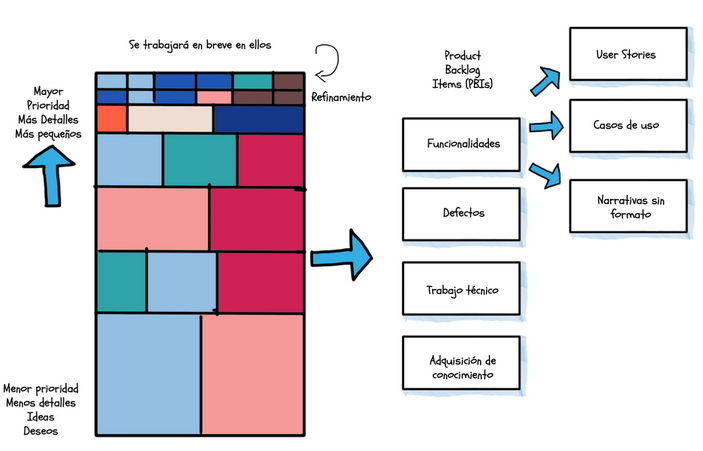 Se trabajará en breve en ellos
Refinamiento
Mayor
Prioridad
Más Detalles
Más pequeños
Menor prioridad
Menos detalles
Ideas
Deseos
Product
Backlog
Items (PBIs)
Funcionalidades
Defectos
Trabajo técnico
Adquisición de
conocimiento
User Stories
Casos de uso
Narrativas sin
formato